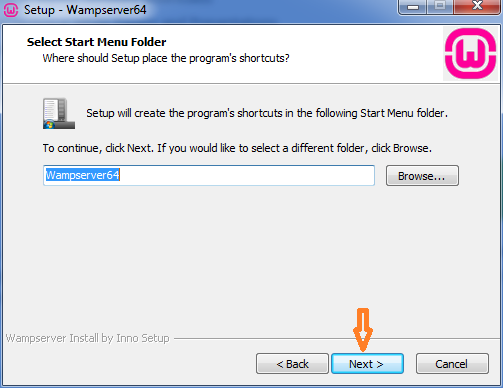 Setup - Wampserver64
Select Start Menu Folder
Where should Setup place the program's shortcuts?
Setup will create the program's shortcuts in the following Start Menu folder.
To continue, click Next. If you would like to select a different folder, click Browse.
Wampserver64
Browse...
Wampserver Install by Inno Setup
< Back
Next >
Cancel